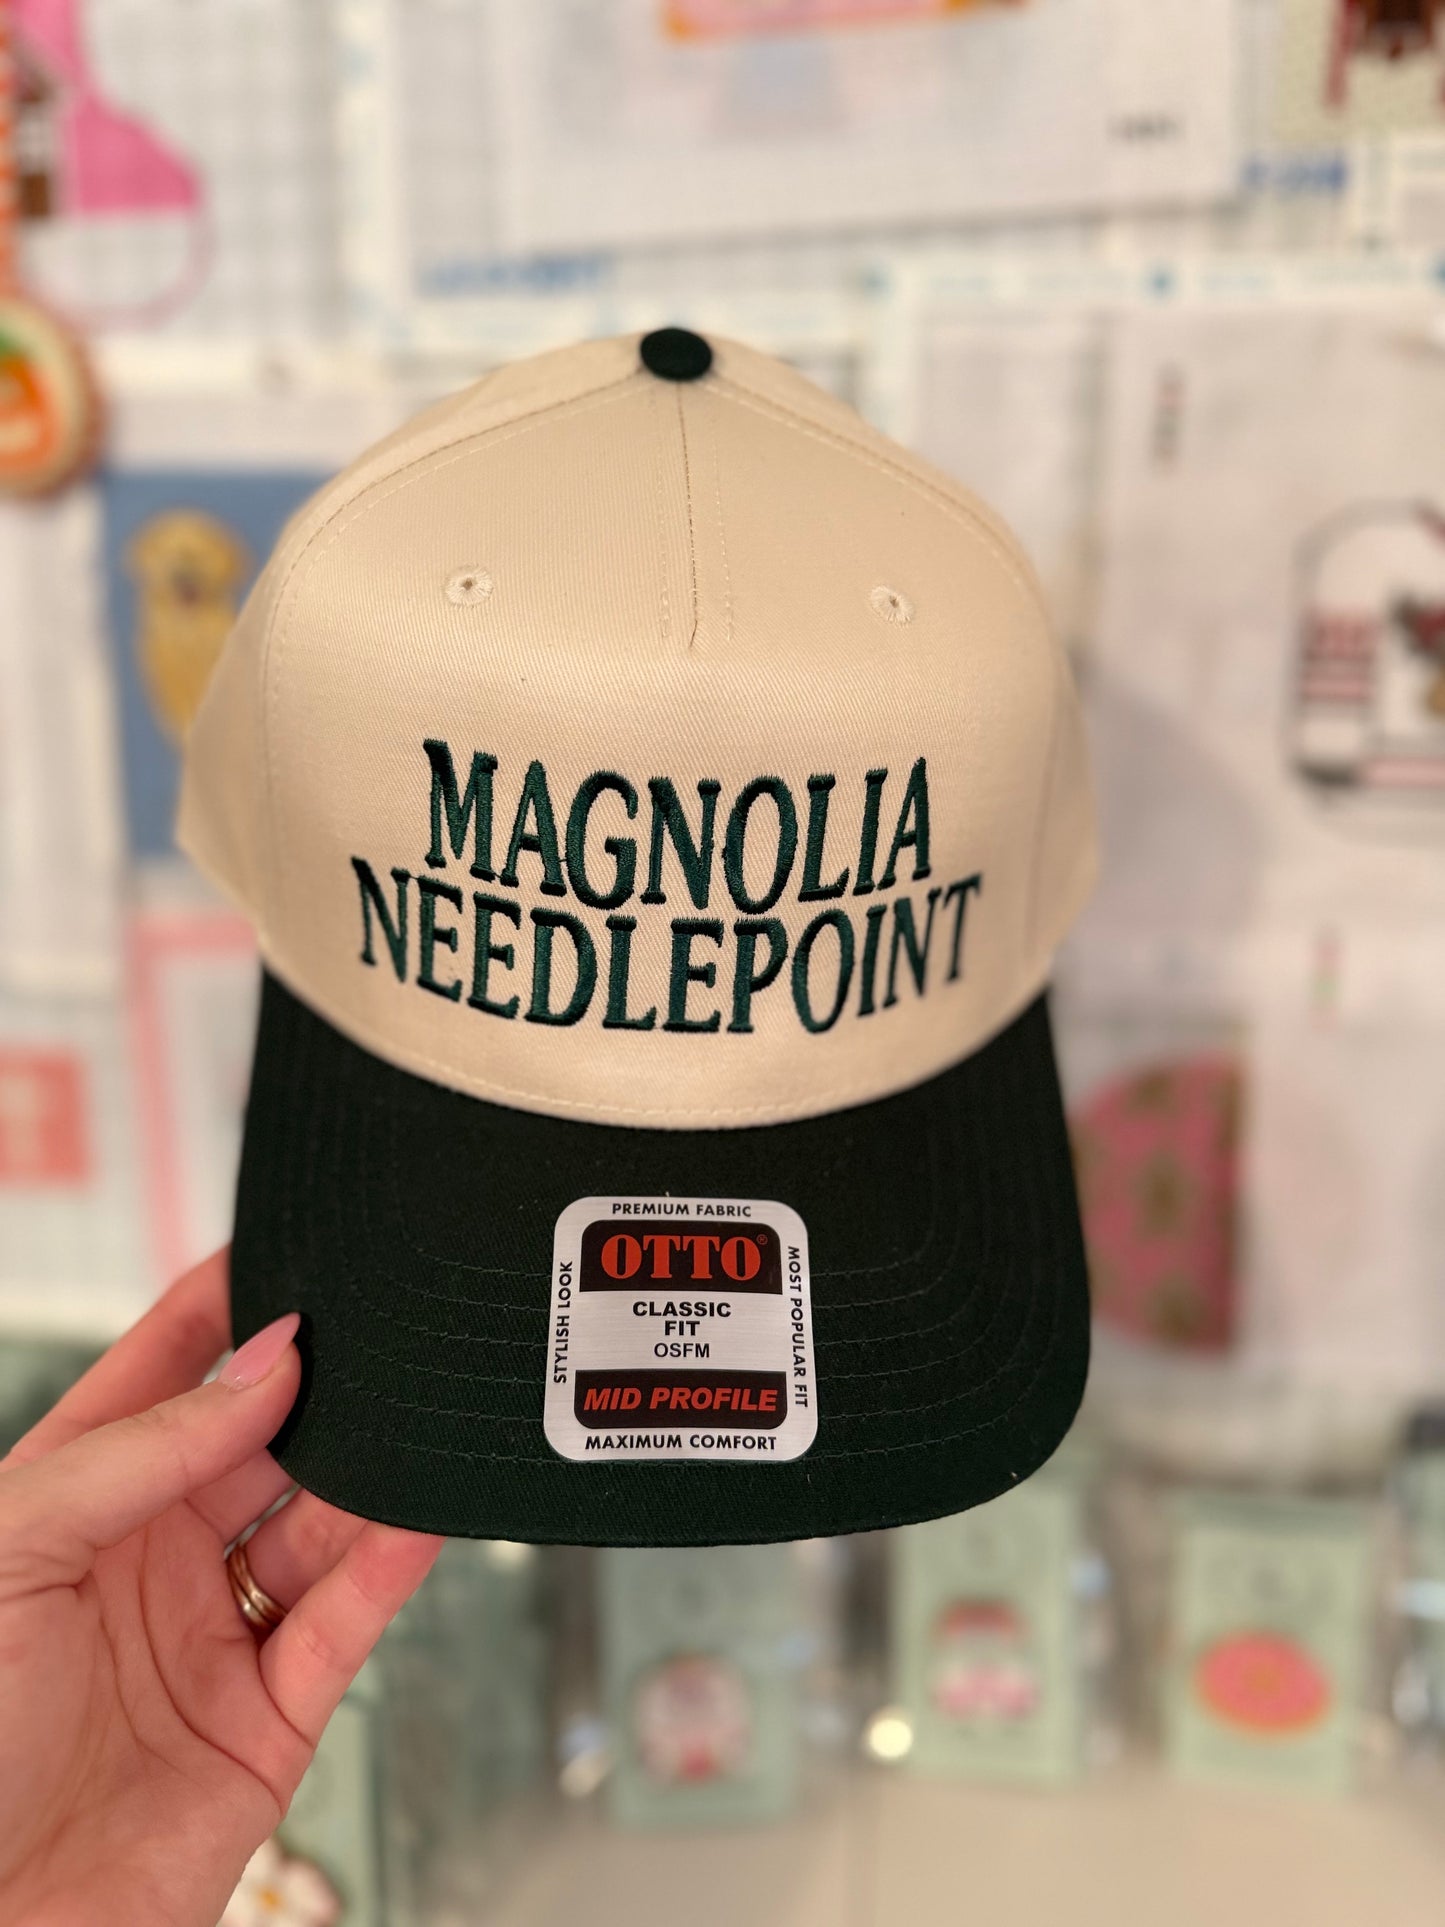 MAGNOLIA
NEEDLEPOINT
PREMIUM FABRIC
OTTO®
CLASSIC
FIT
OSFM
MID PROFILE
MAXIMUM COMFORT
STYLISH LOOK
MOST POPULAR FIT